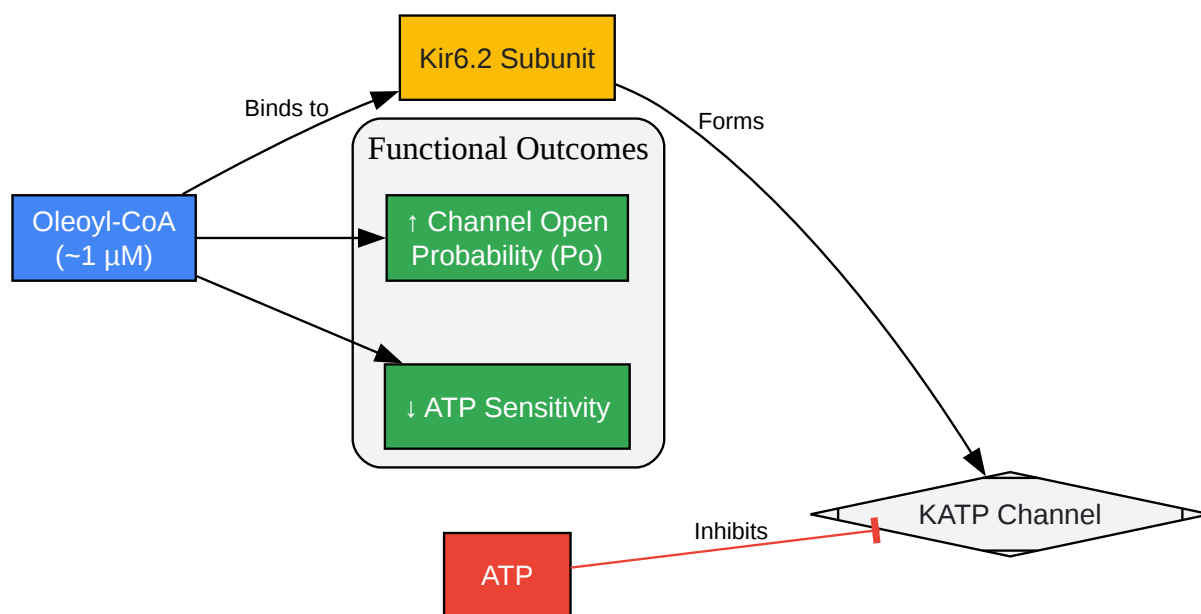 Kir6.2 Subunit
Binds to
Forms
Functional Outcomes
Oleoyl-CoA
(~1 µM)
↑ Channel Open
Probability (Po)
↓ ATP Sensitivity
KATP Channel
Inhibits
ATP